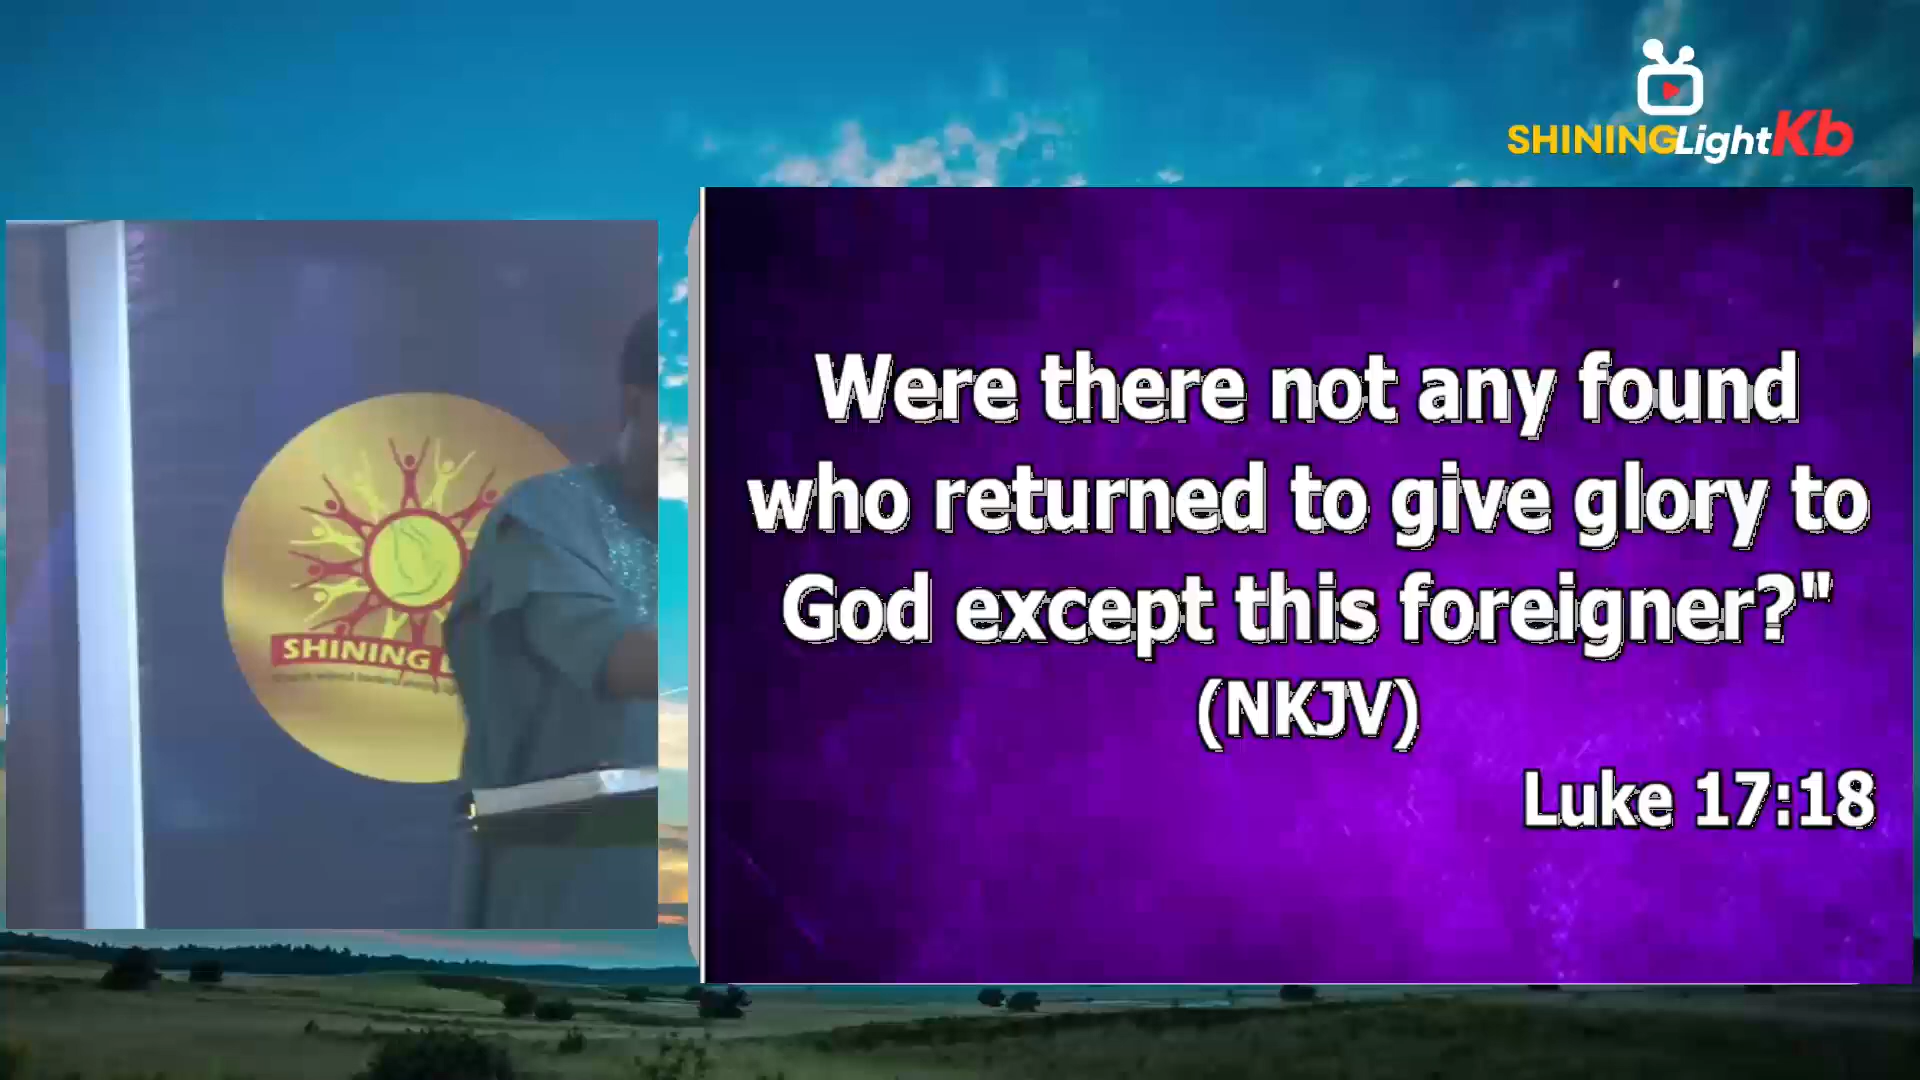 SHININGLightKb
Were there not any found
who returned to give glory to
God except this foreigner?"
(NKJV)
Luke 17:18
SHINING